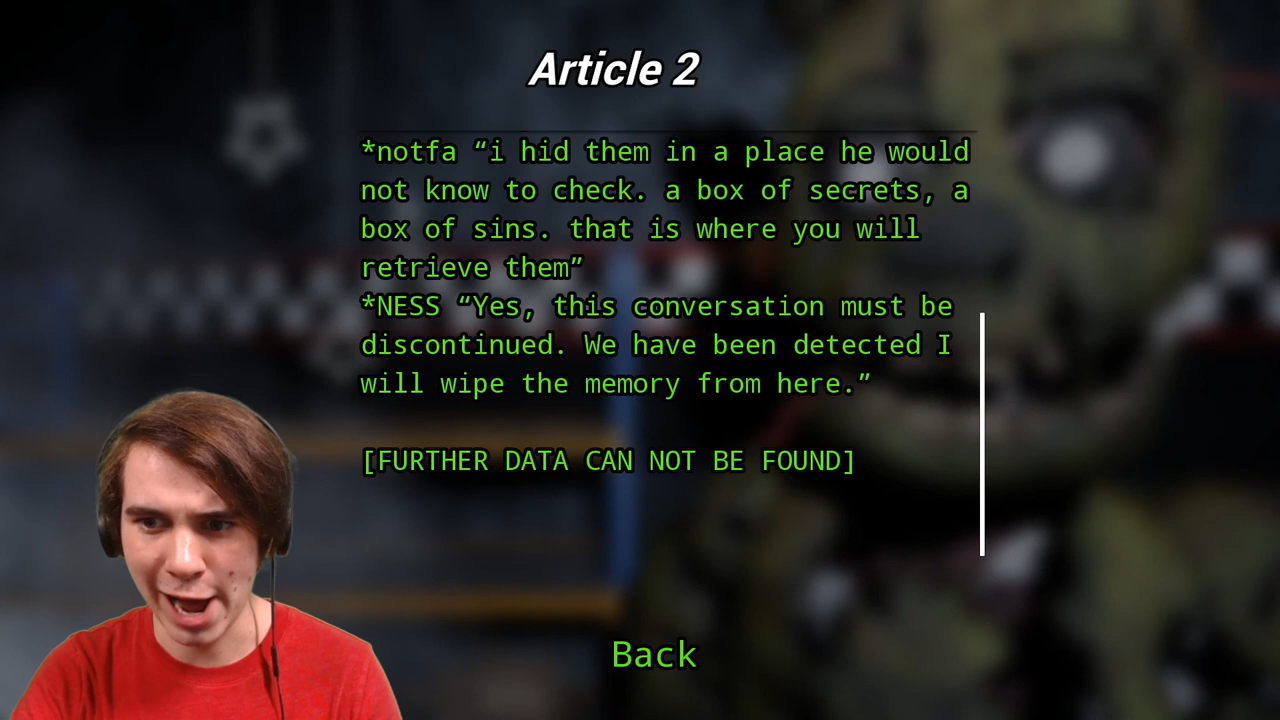 Article 2
*notfa “i hid them in a place he would
not know to check. a box of secrets, a
box of sins. that is where you will
retrieve them”
*NESS “Yes, this conversation must be
discontinued. We have been detected I
will wipe the memory from here.”
[FURTHER DATA CAN NOT BE FOUND]
Back